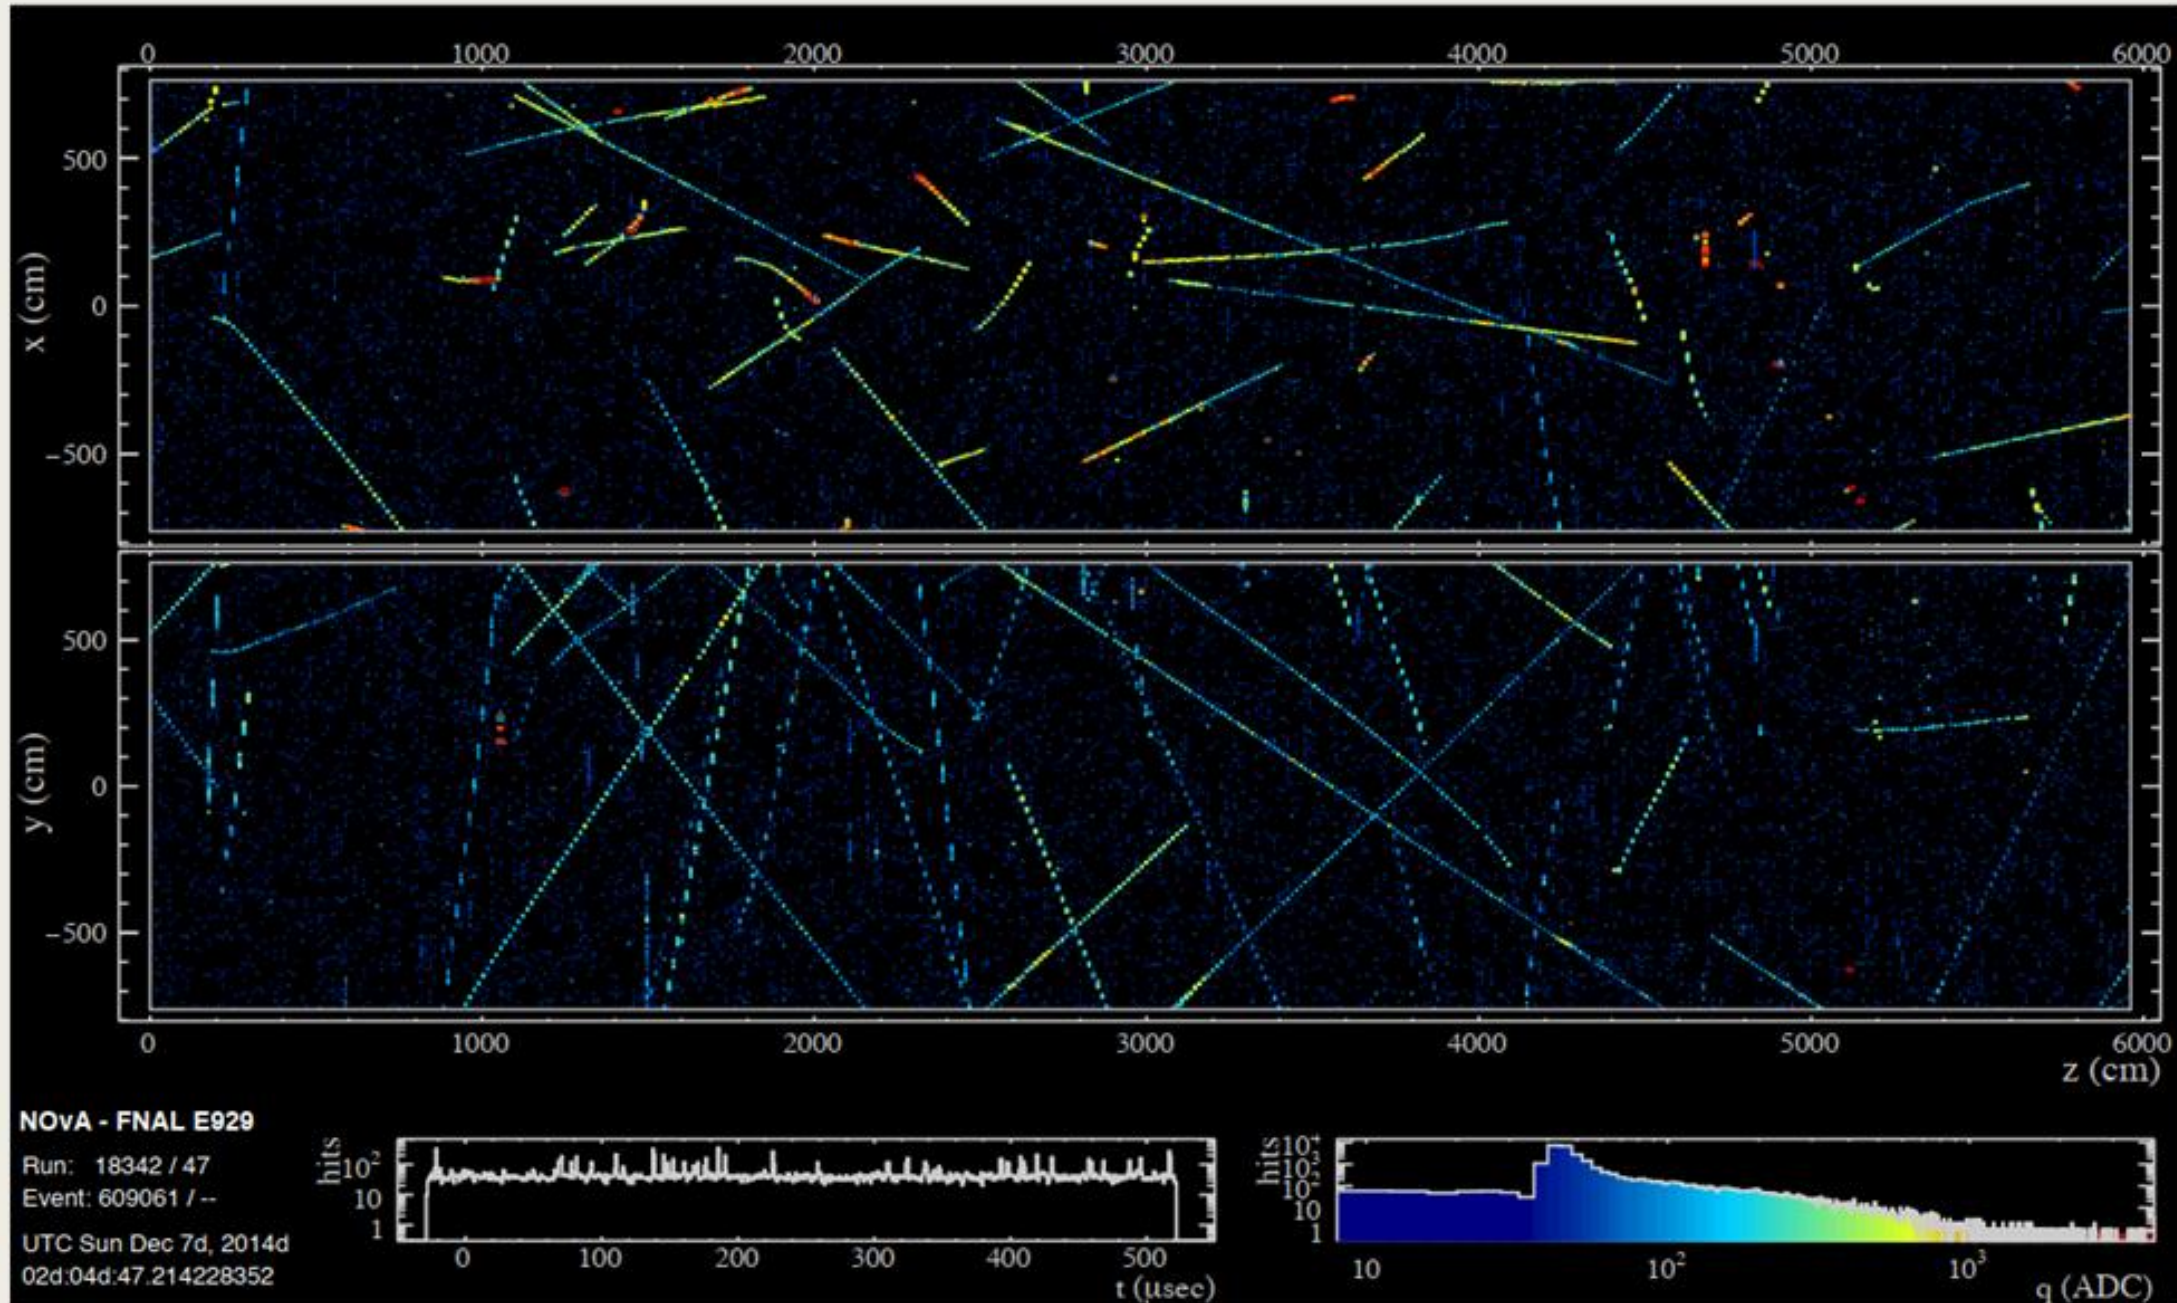 0 1000 2000 3000 4000 5000 6000
500
0
-500
x (cm)
500
0
-500
y (cm)
0 1000 2000 3000 4000 5000 6000
z (cm)
NOvA - FNAL E929
Run: 18342 / 47
Event: 609061 / --
UTC Sun Dec 7d, 2014d
02d:04d:47.214228352
hits
10²
10
1
0 100 200 300 400 500
t (μsec)
hits
10⁴
10³
10²
10
1
10 10² 10³
q (ADC)